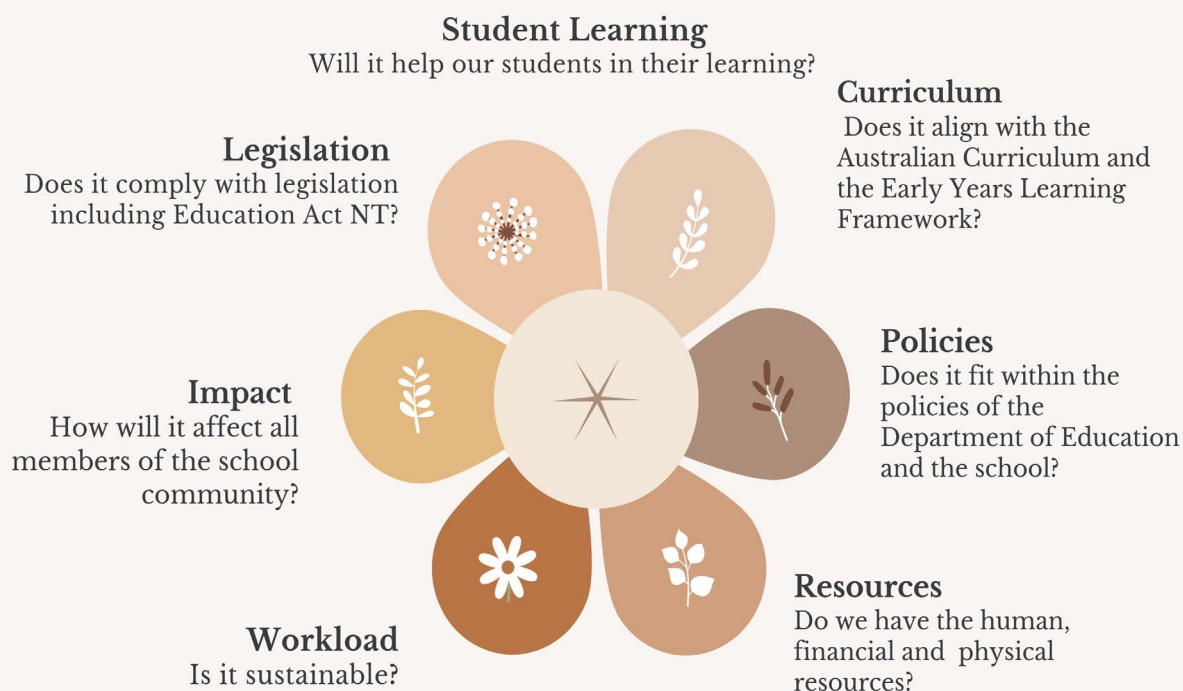 Student Learning
Will it help our students in their learning?
Curriculum
Does it align with the
Australian Curriculum and
the Early Years Learning
Framework?
Legislation
Does it comply with legislation
including Education Act NT?
Policies
Does it fit within the
policies of the
Department of Education
and the school?
Impact
How will it affect all
members of the school
community?
Resources
Do we have the human,
financial and physical
resources?
Workload
Is it sustainable?